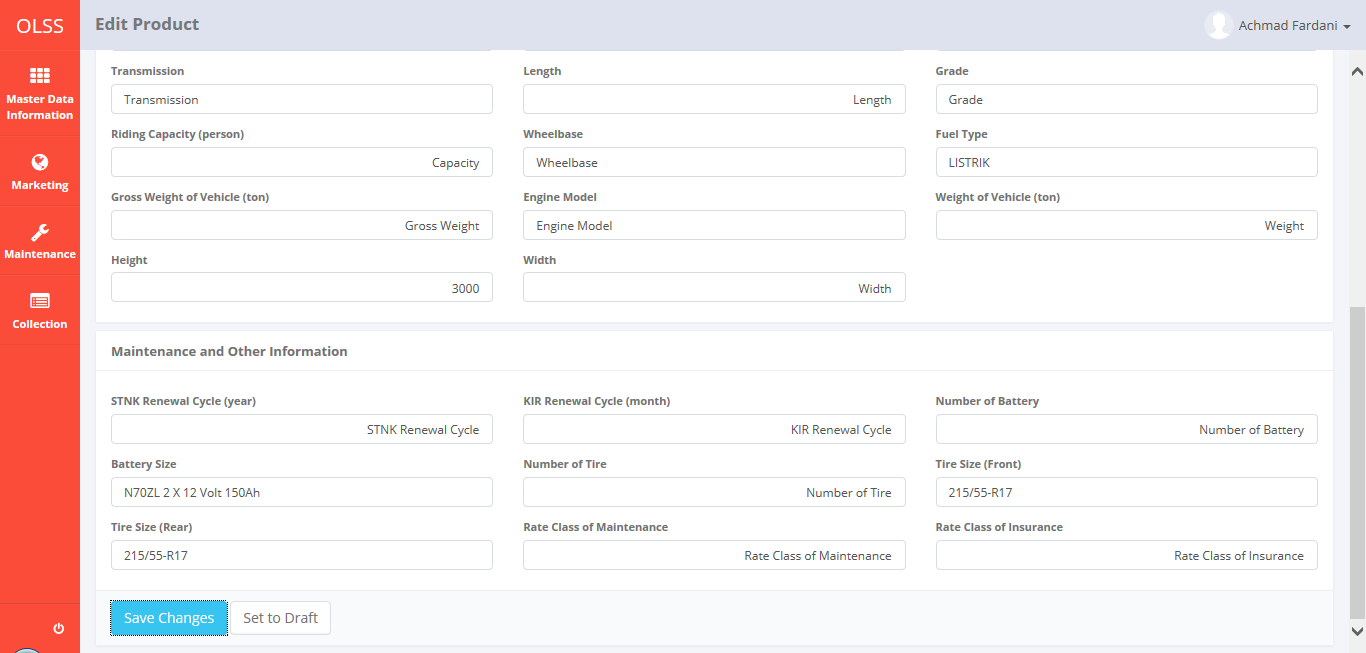 OLSS
Edit Product
Achmad Fardani
Master Data
Information
Marketing
Maintenance
Collection
Transmission
Length
Grade
Transmission
Length
Grade
Riding Capacity (person)
Wheelbase
Fuel Type
Capacity
Wheelbase
LISTRIK
Gross Weight of Vehicle (ton)
Engine Model
Weight of Vehicle (ton)
Gross Weight
Engine Model
Weight
Height
Width
3000
Width
Maintenance and Other Information
STNK Renewal Cycle (year)
KIR Renewal Cycle (month)
Number of Battery
STNK Renewal Cycle
KIR Renewal Cycle
Number of Battery
Battery Size
Number of Tire
Tire Size (Front)
N70ZL 2 X 12 Volt 150Ah
Number of Tire
215/55-R17
Tire Size (Rear)
Rate Class of Maintenance
Rate Class of Insurance
215/55-R17
Rate Class of Maintenance
Rate Class of Insurance
Save Changes
Set to Draft